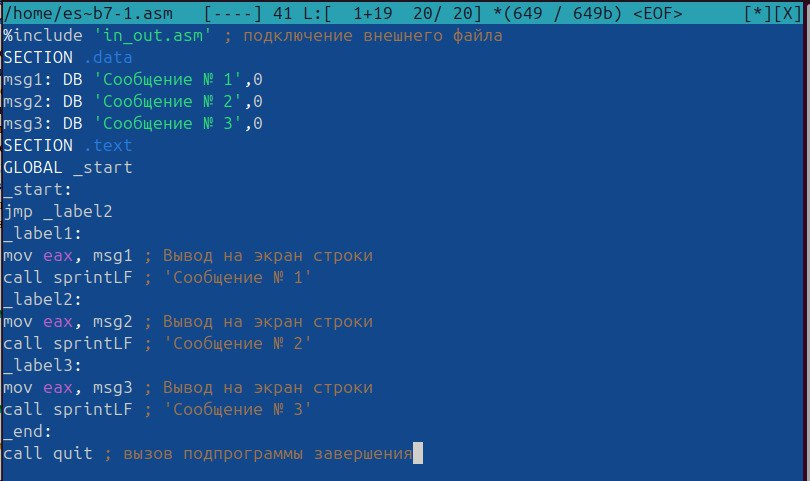 /home/es~b7-1.asm   [----] 41 L:[  1+19  20/ 20] *(649 / 649b) <EOF>       [*][X]
%include 'in_out.asm' ; подключение внешнего файла
SECTION .data
msg1: DB 'Сообщение № 1',0
msg2: DB 'Сообщение № 2',0
msg3: DB 'Сообщение № 3',0
SECTION .text
GLOBAL _start
_start:
jmp _label2
_label1:
mov eax, msg1 ; Вывод на экран строки
call sprintLF ; 'Сообщение № 1'
_label2:
mov eax, msg2 ; Вывод на экран строки
call sprintLF ; 'Сообщение № 2'
_label3:
mov eax, msg3 ; Вывод на экран строки
call sprintLF ; 'Сообщение № 3'
_end:
call quit ; вызов подпрограммы завершения